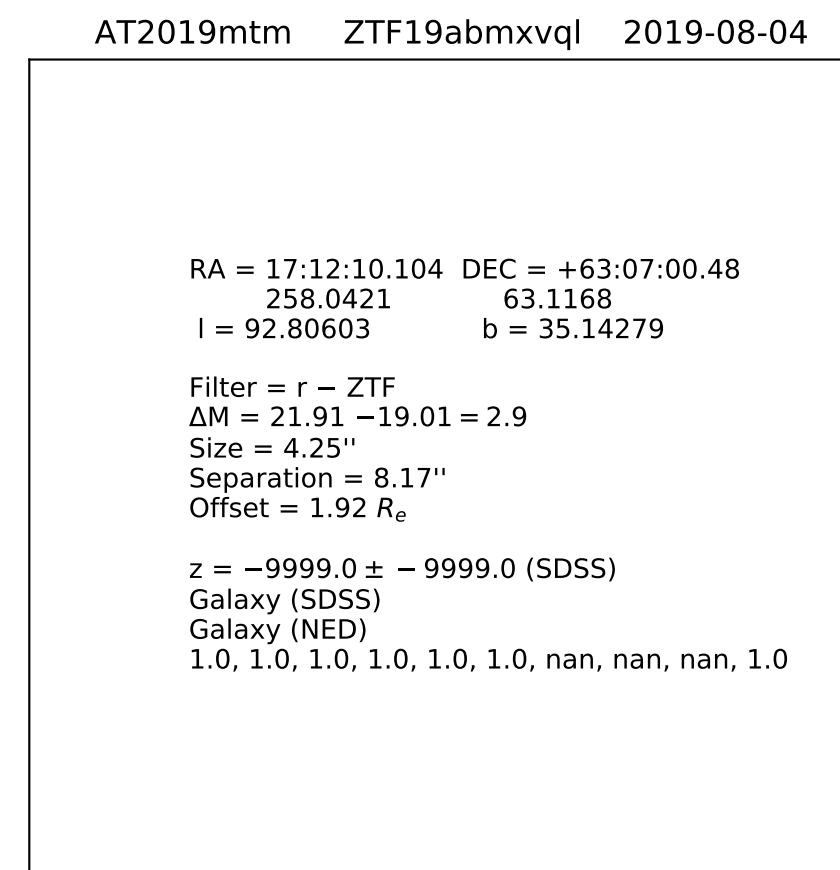 AT2019mtm ZTF19abmxvql 2019-08-04
RA = 17:12:10.104 DEC = +63:07:00.48
258.0421 63.1168
l = 92.80603 b = 35.14279
Filter = r − ZTF
ΔM = 21.91 −19.01 = 2.9
Size = 4.25''
Separation = 8.17''
Offset = 1.92 Rₑ
z = −9999.0 ± − 9999.0 (SDSS)
Galaxy (SDSS)
Galaxy (NED)
1.0, 1.0, 1.0, 1.0, 1.0, 1.0, nan, nan, nan, 1.0